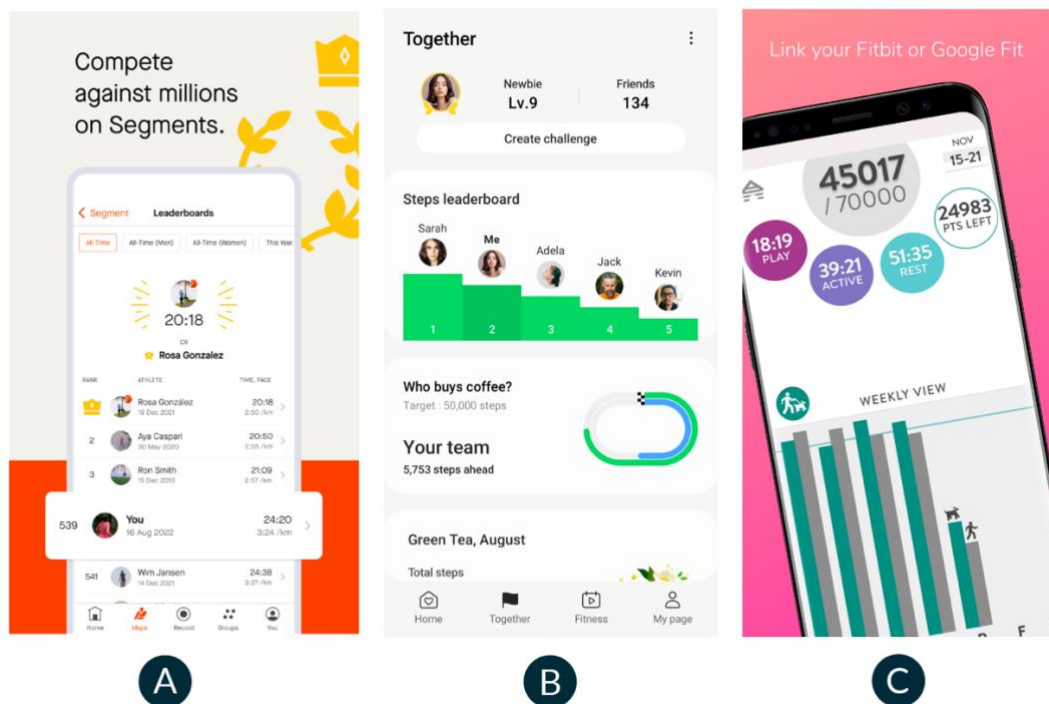 Compete
against millions
on Segments.
Segment
Leaderboards
All-Time
All-Time (Men)
All-Time (Women)
This Year
20:18
CR
Rosa Gonzalez
RANK ATHLETE TIME, PACE
Rosa González 20:18
19 Dec 2021 2:50 /km
2 Aya Caspari 20:50
30 May 2020 2:55 /km
3 Ron Smith 21:09
15 Dec 2013 2:57 /km
539 You 24:20
16 Aug 2022 3:24 /km
541 Wim Jansen 24:38
14 Dec 2021 3:27 /km
Home Maps Record Groups You
A
Together
Newbie Friends
Lv.9 134
Create challenge
Steps leaderboard
Sarah
Me
Adela
Jack
Kevin
1 2 3 4 5
Who buys coffee?
Target : 50,000 steps
Your team
5,753 steps ahead
Green Tea, August
Total steps
Home Together Fitness My page
B
Link your Fitbit or Google Fit
NOV
15-21
45017
/ 70000
24983
PTS LEFT
18:19
PLAY
39:21
ACTIVE
51:35
REST
WEEKLY VIEW
F
C